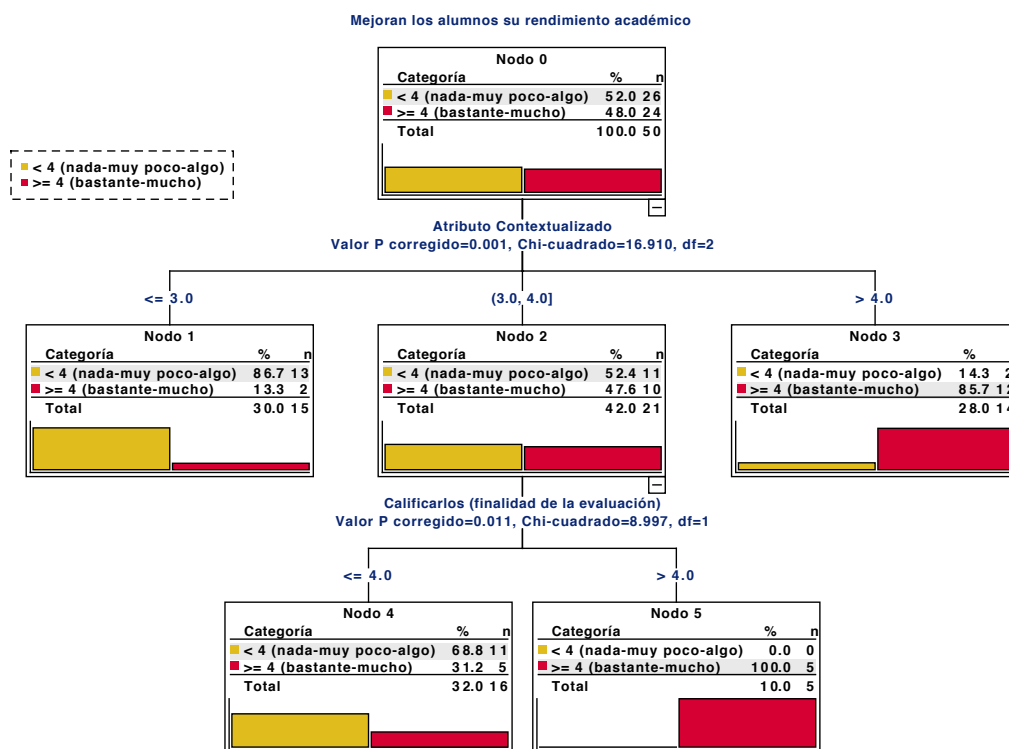 Mejoran los alumnos su rendimiento académico
Nodo 0
Categoría % n
< 4 (nada-muy poco-algo) 52.0 26
>= 4 (bastante-mucho) 48.0 24
Total 100.0 50
< 4 (nada-muy poco-algo)
>= 4 (bastante-mucho)
Atributo Contextualizado
Valor P corregido=0.001, Chi-cuadrado=16.910, df=2
<= 3.0
(3.0, 4.0]
> 4.0
Nodo 1
Categoría % n
< 4 (nada-muy poco-algo) 86.7 13
>= 4 (bastante-mucho) 13.3 2
Total 30.0 15
Nodo 2
Categoría % n
< 4 (nada-muy poco-algo) 52.4 11
>= 4 (bastante-mucho) 47.6 10
Total 42.0 21
Nodo 3
Categoría %
< 4 (nada-muy poco-algo) 14.3 2
>= 4 (bastante-mucho) 85.7 12
Total 28.0 14
Calificarlos (finalidad de la evaluación)
Valor P corregido=0.011, Chi-cuadrado=8.997, df=1
<= 4.0
> 4.0
Nodo 4
Categoría % n
< 4 (nada-muy poco-algo) 68.8 11
>= 4 (bastante-mucho) 31.2 5
Total 32.0 16
Nodo 5
Categoría % n
< 4 (nada-muy poco-algo) 0.0 0
>= 4 (bastante-mucho) 100.0 5
Total 10.0 5